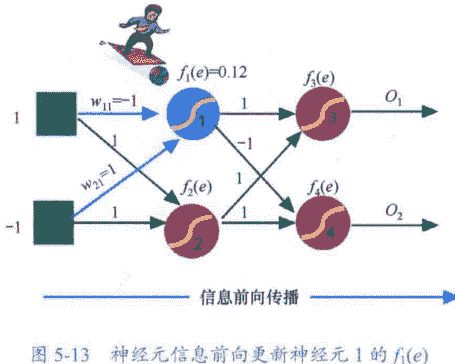 f₁(e)=0.12
f₃(e)
1
w₁₁=−1
1
1
3
O₁
1
−1
w₂₁=1
f₂(e)
1
f₄(e)
−1
1
2
1
4
O₂
信息前向传播
图 5-13 神经元信息前向更新神经元 1 的 f₁(e)